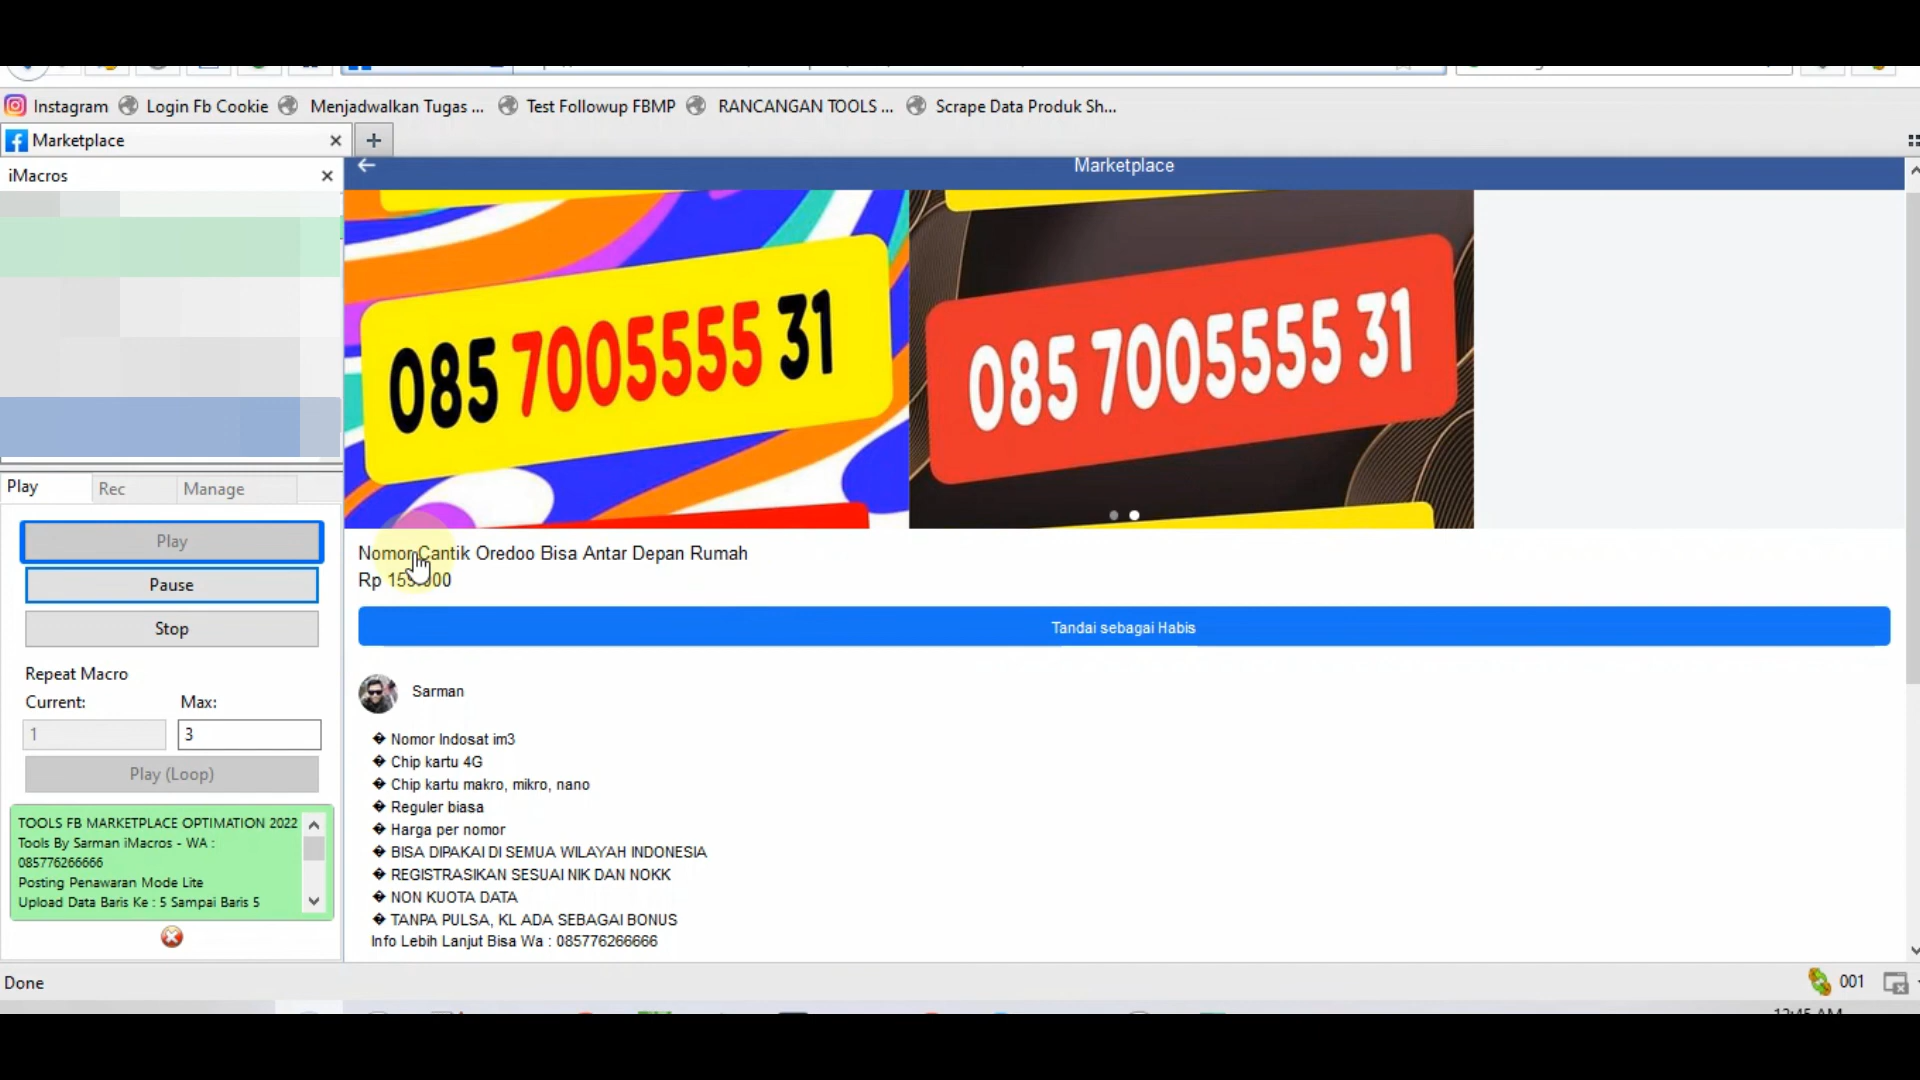 Instagram Login Fb Cookie Menjadwalkan Tugas ... Test Followup FBMP RANCANGAN TOOLS ... Scrape Data Produk Sh...
Marketplace
iMacros
Marketplace
085 7005555 31
085 7005555 31
Play Rec Manage
Play
Pause
Stop
Repeat Macro
Current: Max:
1 3
Play (Loop)
TOOLS FB MARKETPLACE OPTIMATION 2022
Tools By Sarman iMacros - WA :
085776266666
Posting Penawaran Mode Lite
Upload Data Baris Ke : 5 Sampai Baris 5
Nomor Cantik Oredoo Bisa Antar Depan Rumah
Rp
Tandai sebagai Habis
Sarman
� Nomor Indosat im3
� Chip kartu 4G
� Chip kartu makro, mikro, nano
� Reguler biasa
� Harga per nomor
� BISA DIPAKAI DI SEMUA WILAYAH INDONESIA
� REGISTRASIKAN SESUAI NIK DAN NOKK
� NON KUOTA DATA
� TANPA PULSA, KL ADA SEBAGAI BONUS
Info Lebih Lanjut Bisa Wa : 085776266666
Done
001